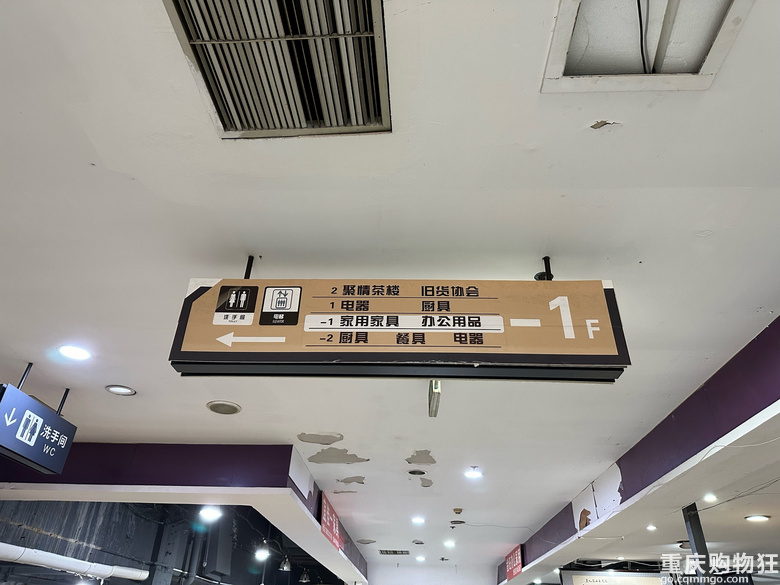 2 聚情茶楼 旧货协会
1 电器 厨具
-1 家用家具 办公用品
-2 厨具 餐具 电器
洗手间
电梯
-1F
洗手间
WC
重庆购物狂
go.cqmmgo.com